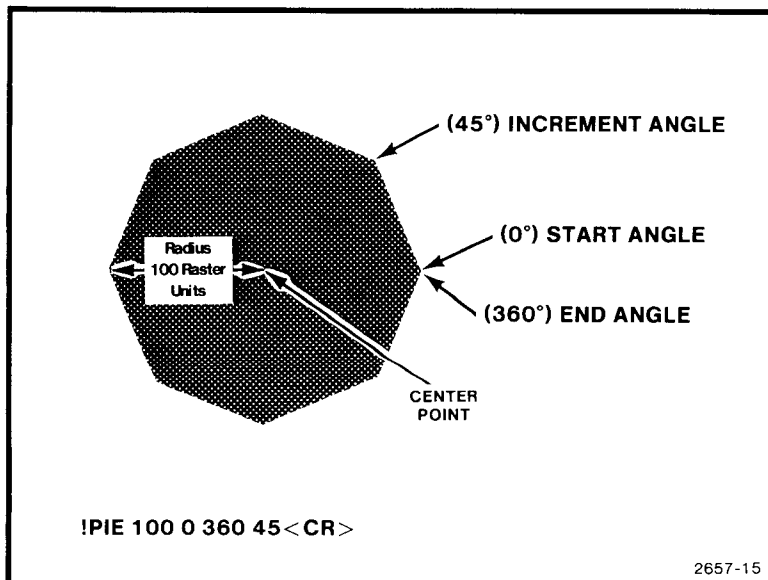 (45°) INCREMENT ANGLE
(0°) START ANGLE
Radius
100 Raster
Units
(360°) END ANGLE
CENTER
POINT
!PIE 100 0 360 45<CR>
2657-15